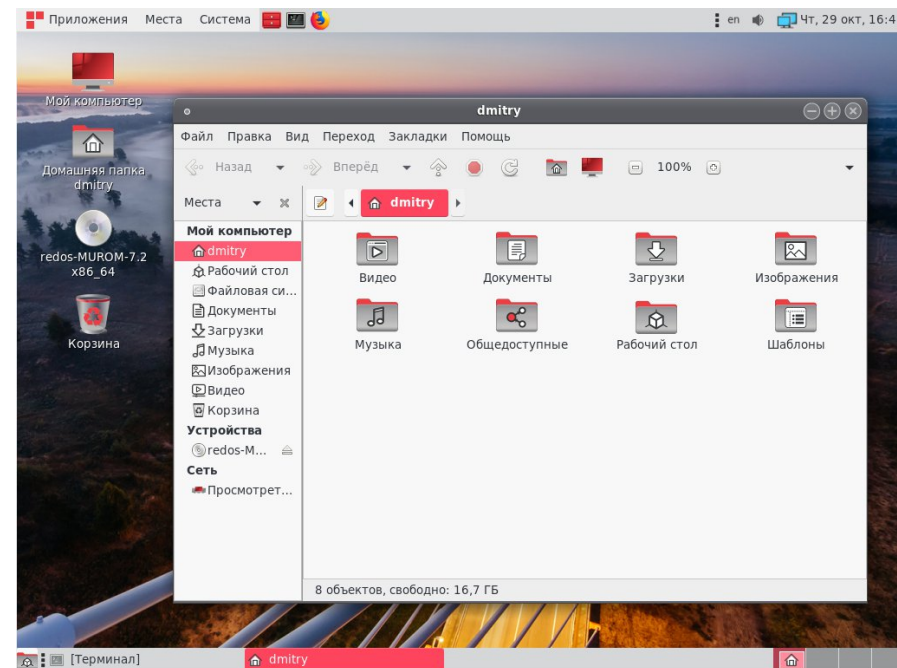 Приложения Места Система en Чт, 29 окт, 16:4
Мой компьютер
Домашняя папка
dmitry
redos-MUROM-7.2
x86_64
Корзина
dmitry
Файл Правка Вид Переход Закладки Помощь
Назад Вперёд 100%
Места dmitry
Мой компьютер
dmitry
Рабочий стол
Файловая си...
Документы
Загрузки
Музыка
Изображения
Видео
Корзина
Устройства
redos-M...
Сеть
Просмотрет...
Видео Документы Загрузки Изображения
Музыка Общедоступные Рабочий стол Шаблоны
8 объектов, свободно: 16,7 ГБ
[Терминал] dmitry